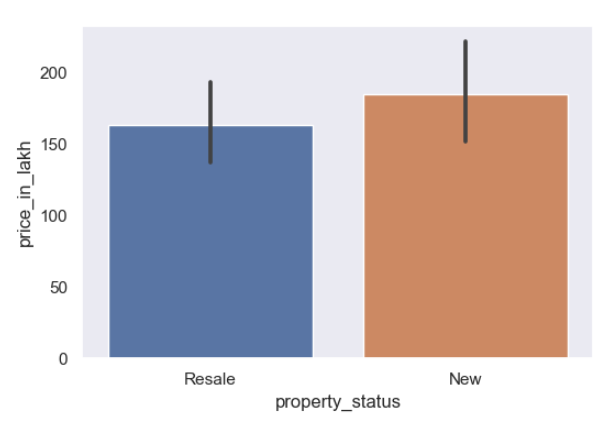 price_in_lakh
200
150
100
50
0
Resale
New
property_status